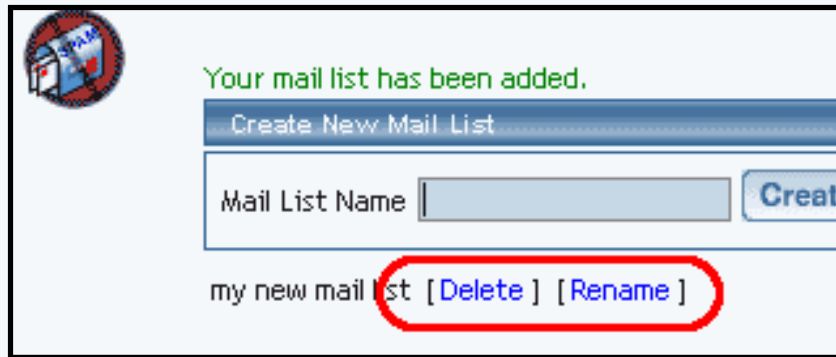 SPAM
Your mail list has been added.
Create New Mail List
Mail List Name Creat
my new mail list [Delete] [Rename]